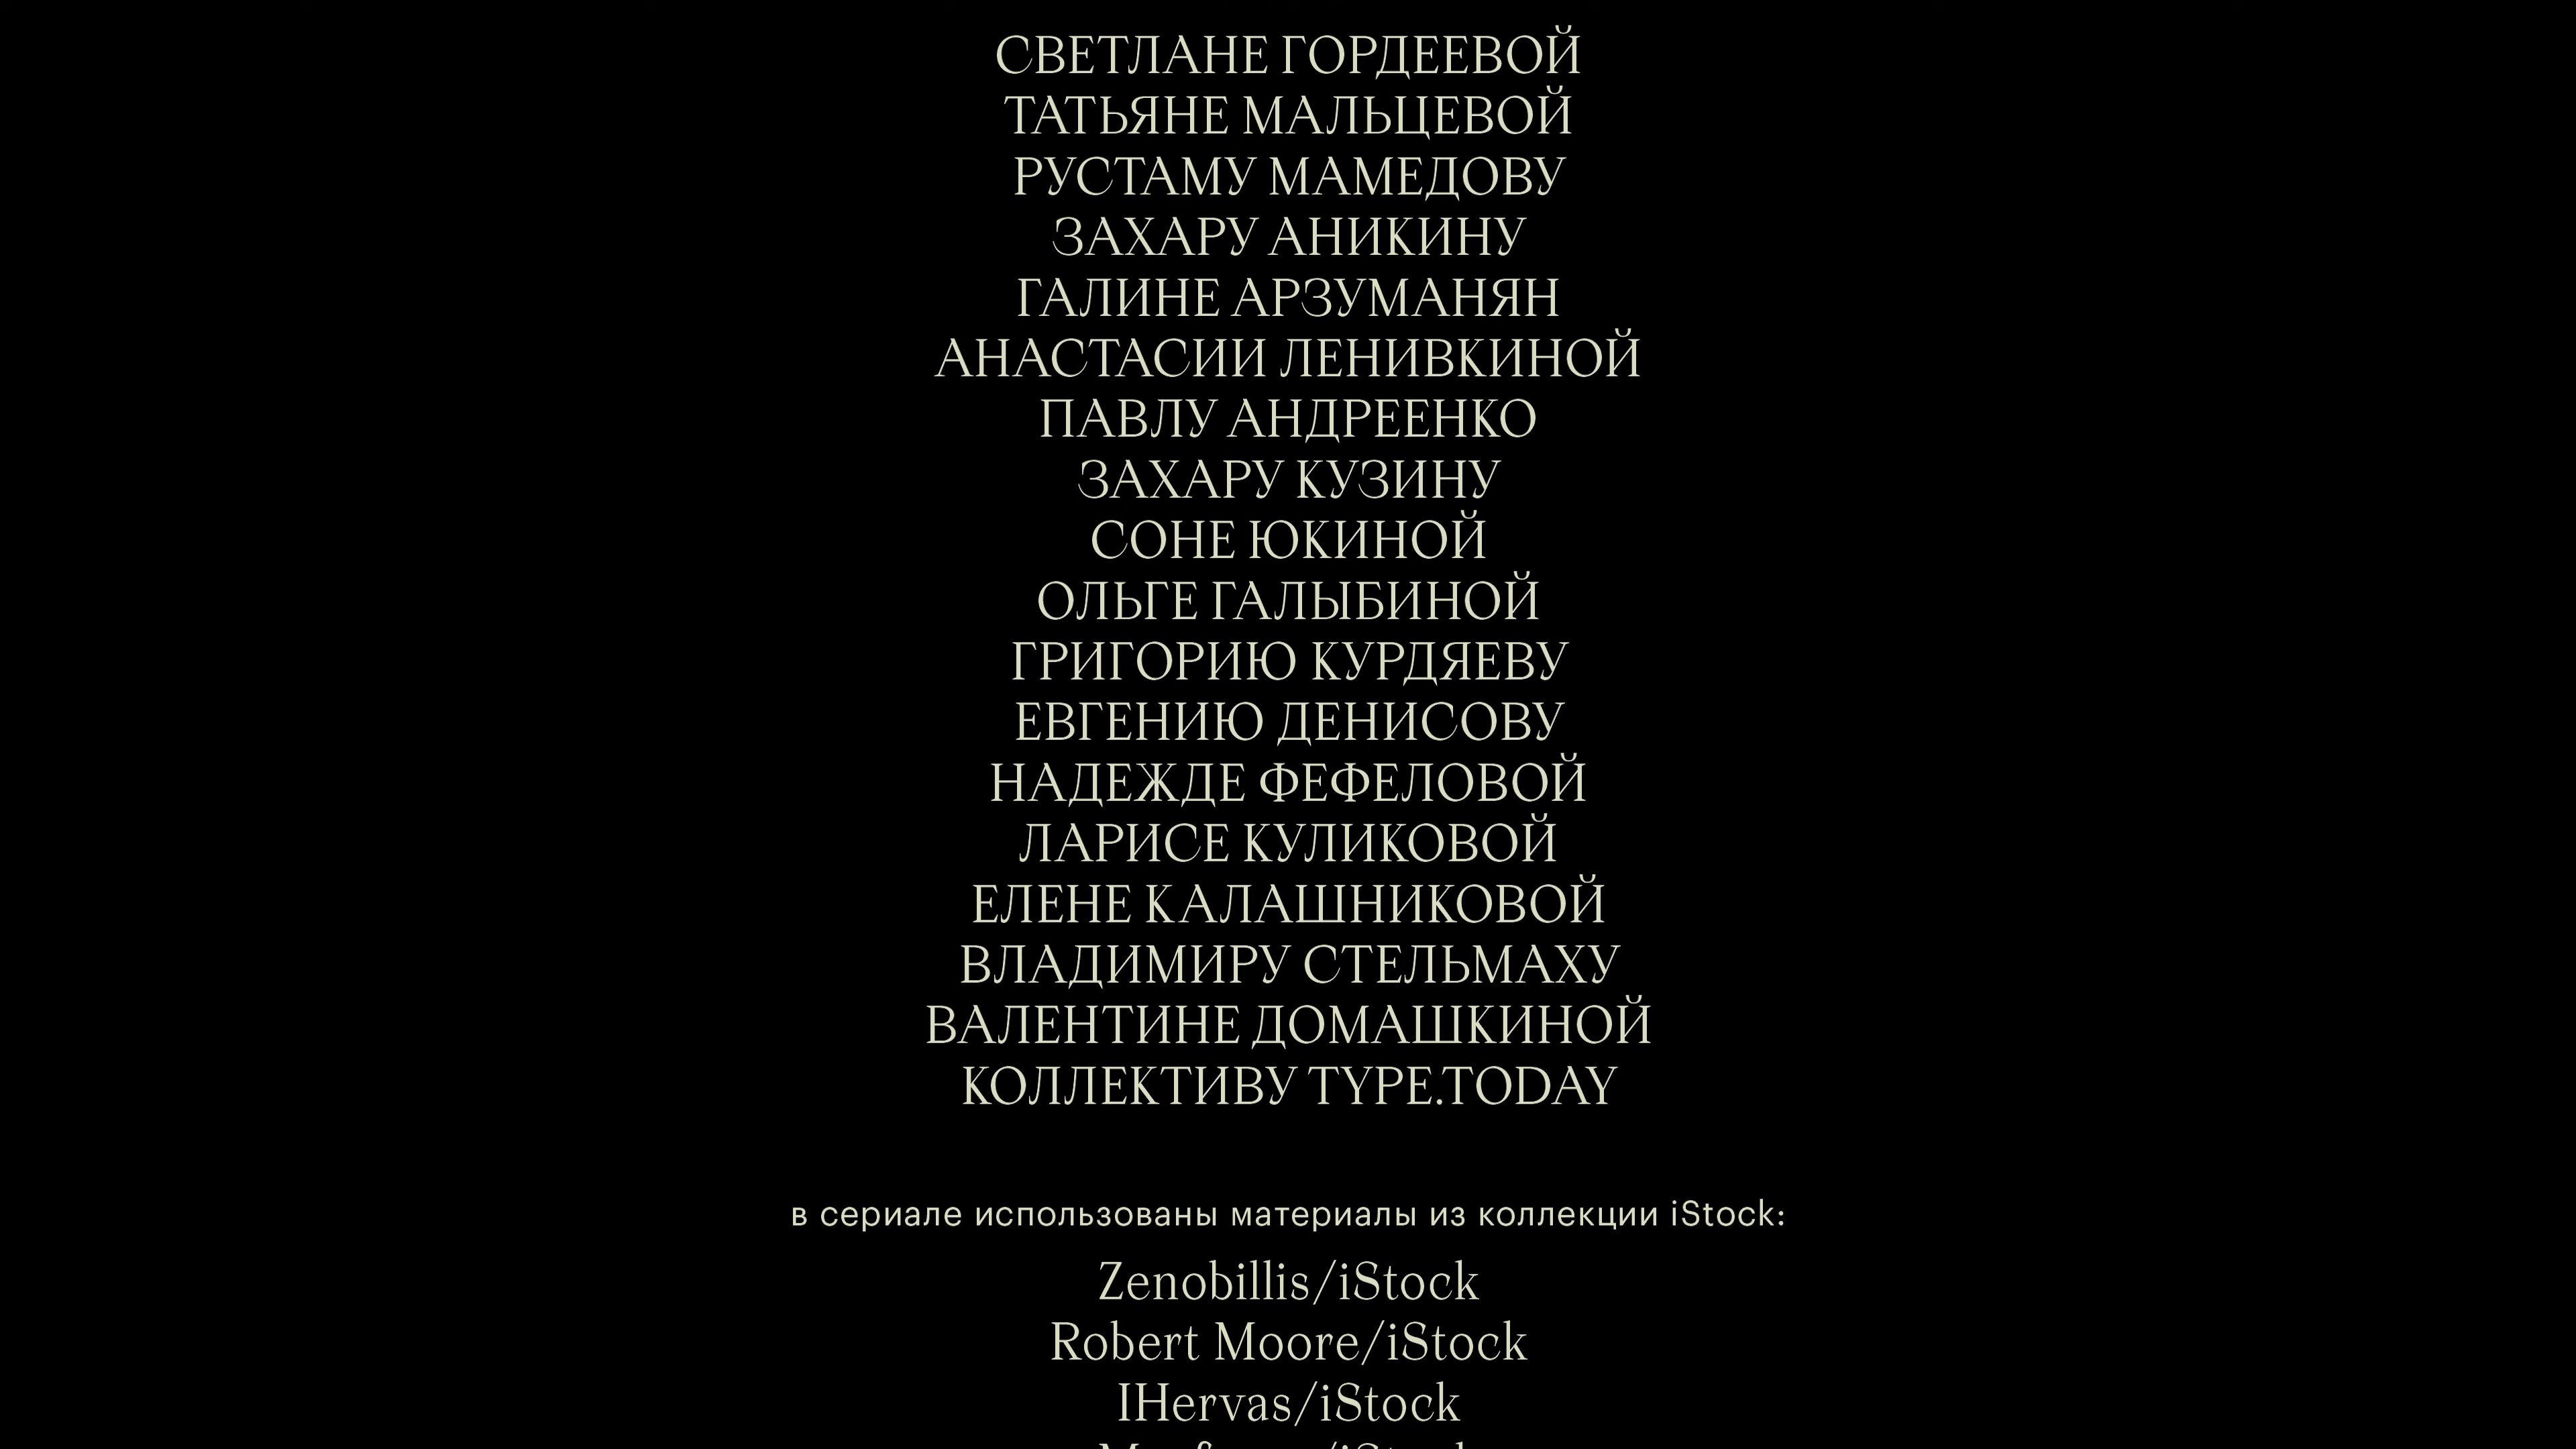 СВЕТЛАНЕ ГОРДЕЕВОЙ
ТАТЬЯНЕ МАЛЬЦЕВОЙ
РУСТАМУ МАМЕДОВУ
ЗАХАРУ АНИКИНУ
ГАЛИНЕ АРЗУМАНЯН
АНАСТАСИИ ЛЕНИВКИНОЙ
ПАВЛУ АНДРЕЕНКО
ЗАХАРУ КУЗИНУ
СОНЕ ЮКИНОЙ
ОЛЬГЕ ГАЛЫБИНОЙ
ГРИГОРИЮ КУРДЯЕВУ
ЕВГЕНИЮ ДЕНИСОВУ
НАДЕЖДЕ ФЕФЕЛОВОЙ
ЛАРИСЕ КУЛИКОВОЙ
ЕЛЕНЕ КАЛАШНИКОВОЙ
ВЛАДИМИРУ СТЕЛЬМАХУ
ВАЛЕНТИНЕ ДОМАШКИНОЙ
КОЛЛЕКТИВУ TYPE.TODAY
в сериале использованы материалы из коллекции iStock:
Zenobillis/iStock
Robert Moore/iStock
IHervas/iStock